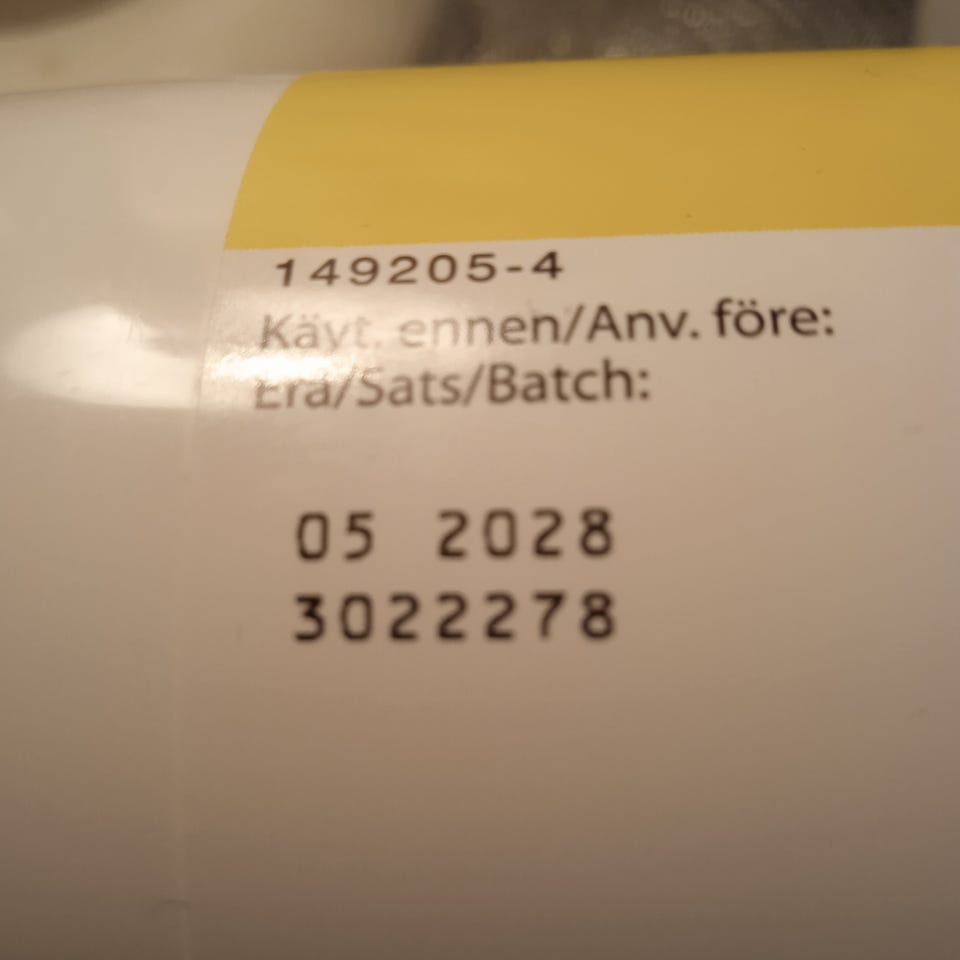 149205-4
Käyt. ennen/Anv. före:
Erä/Sats/Batch:
05 2028
3022278